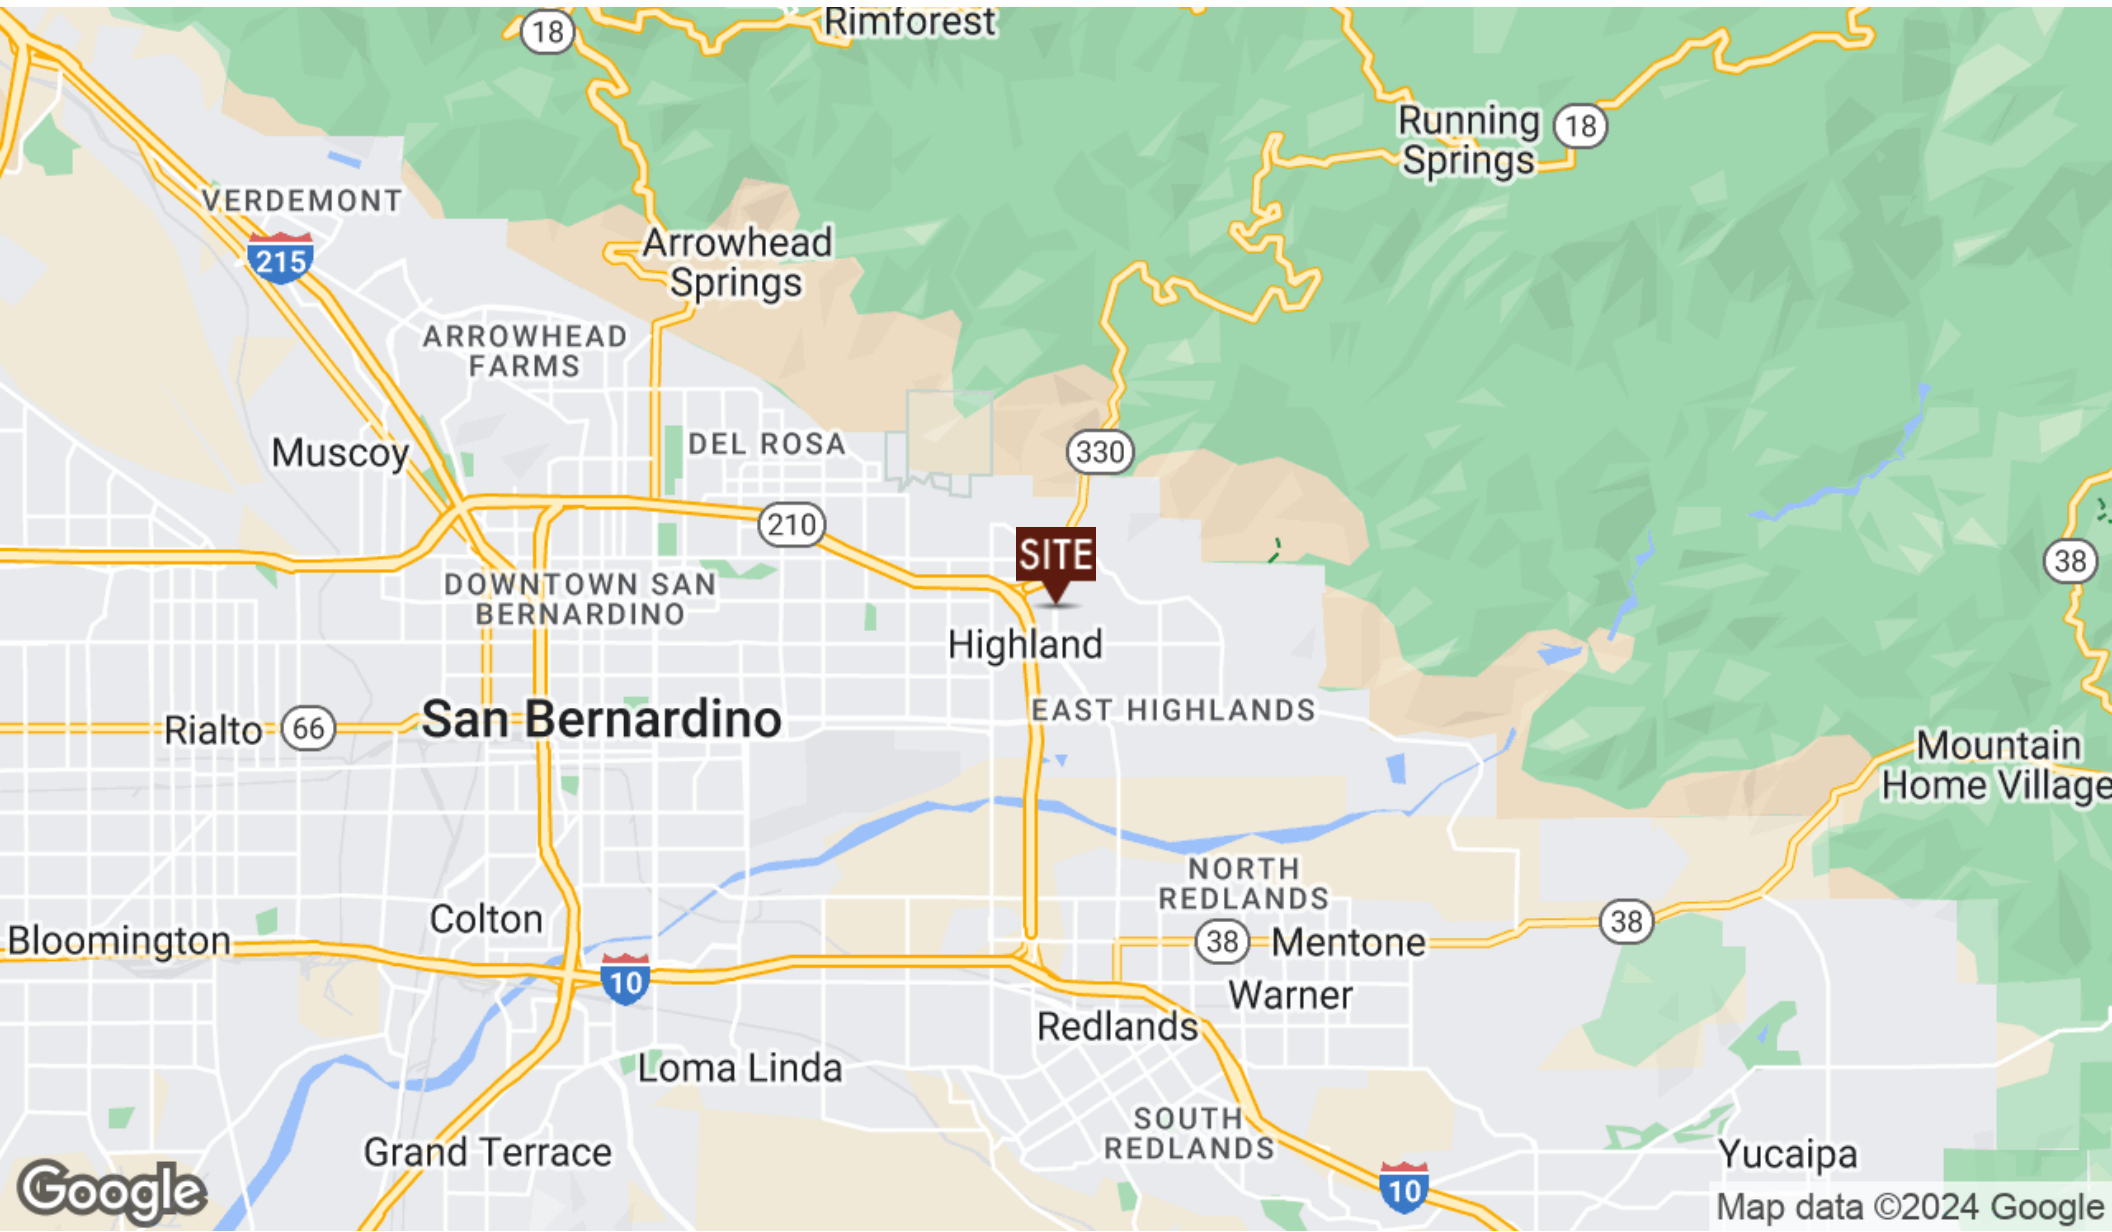 Rimforest
18
Running
Springs
18
VERDEMONT
215
Arrowhead
Springs
ARROWHEAD
FARMS
Muscoy
DEL ROSA
330
210
SITE
38
DOWNTOWN SAN
BERNARDINO
Highland
EAST HIGHLANDS
Rialto
66
San Bernardino
Mountain
Home Village
NORTH
REDLANDS
Colton
Bloomington
38
Mentone
38
10
Warner
Redlands
Loma Linda
SOUTH
REDLANDS
Grand Terrace
Yucaipa
10
Google
Map data ©2024 Google